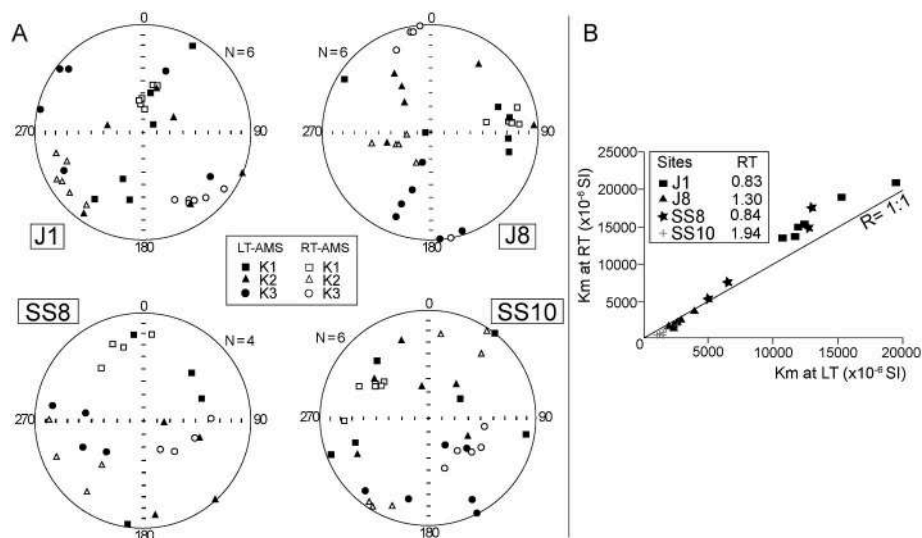 A
0
N=6
270
90
J1
180
0
N=6
270
90
J8
180
LT-AMS RT-AMS
K1 K1
K2 K2
K3 K3
SS8
0
N=4
270
90
180
SS10
0
N=6
270
90
180
B
Km at RT (x10-6 SI)
25000
20000
15000
10000
5000
0
0
5000
10000
15000
20000
Km at LT (x10-6 SI)
Sites RT
J1 0.83
J8 1.30
SS8 0.84
SS10 1.94
R= 1:1